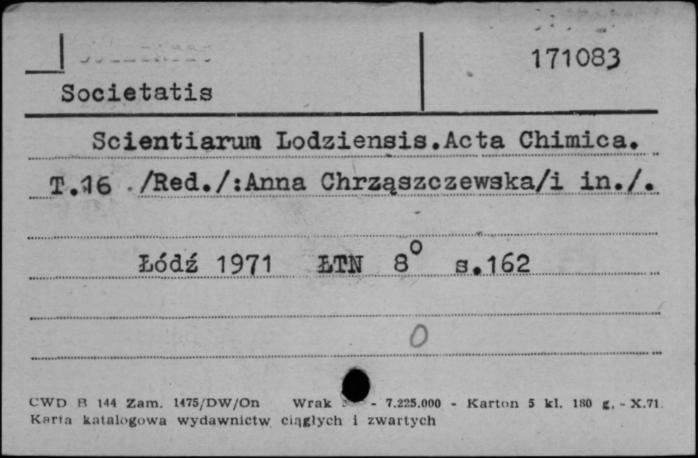 171083
Societatis
Scientiarum Lodziensis.Acta Chimica.
T.16 /Red./:Anna Chrząszczewska/i in./.
Łódź 1971 ŁTN 8° s.162
0
CWD B 144 Zam. 1475/DW/On Wrak - 7.225.000 - Karton 5 kl. 180 g. - X.71.
Karta katalogowa wydawnictw ciągłych i zwartych